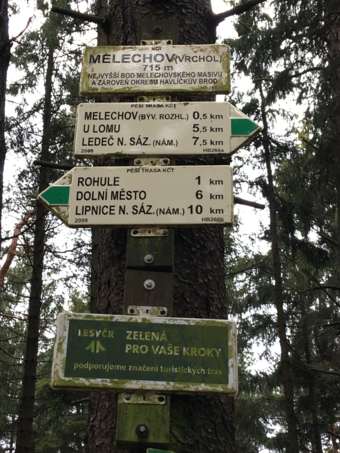 KČT
MELECHOV (VRCHOL)
715 m
NEJVYŠŠÍ BOD MELECHOVSKÉHO MASIVU
A ZÁROVEŇ OKRESU HAVLÍČKŮV BROD
PĚŠÍ TRASA KČT
MELECHOV (BÝV. ROZHL.) 0,5 km
U LOMU 5,5 km
LEDEČ N. SÁZ. (NÁM.) 7,5 km
PĚŠÍ TRASA KČT
ROHULE 1 km
DOLNÍ MĚSTO 6 km
LIPNICE N. SÁZ. (NÁM.) 10 km
LESY ČR
ZELENÁ
PRO VAŠE KROKY
podporujeme značení turistických tras